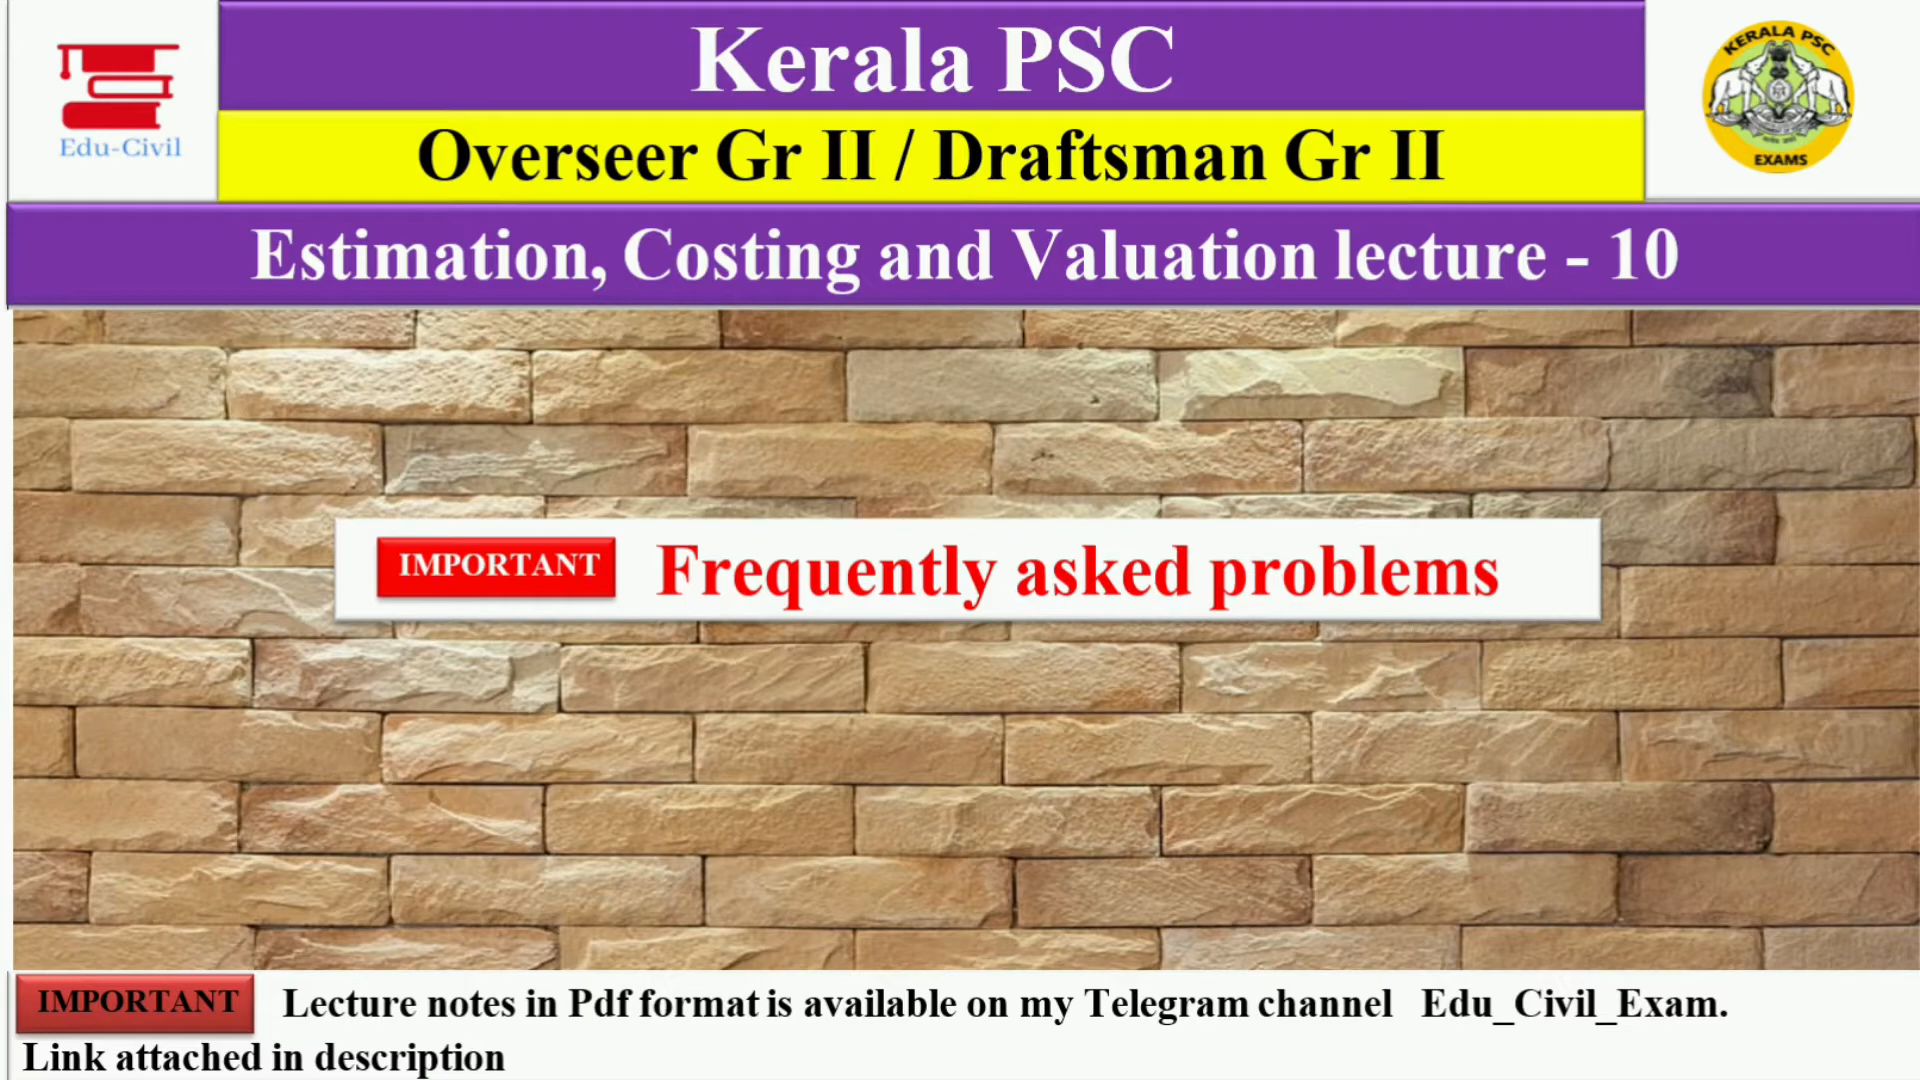 Edu-Civil
Kerala PSC
Overseer Gr II / Draftsman Gr II
KERALA PSC
EXAMS
Estimation, Costing and Valuation lecture - 10
IMPORTANT Frequently asked problems
IMPORTANT Lecture notes in Pdf format is available on my Telegram channel Edu_Civil_Exam.
Link attached in description